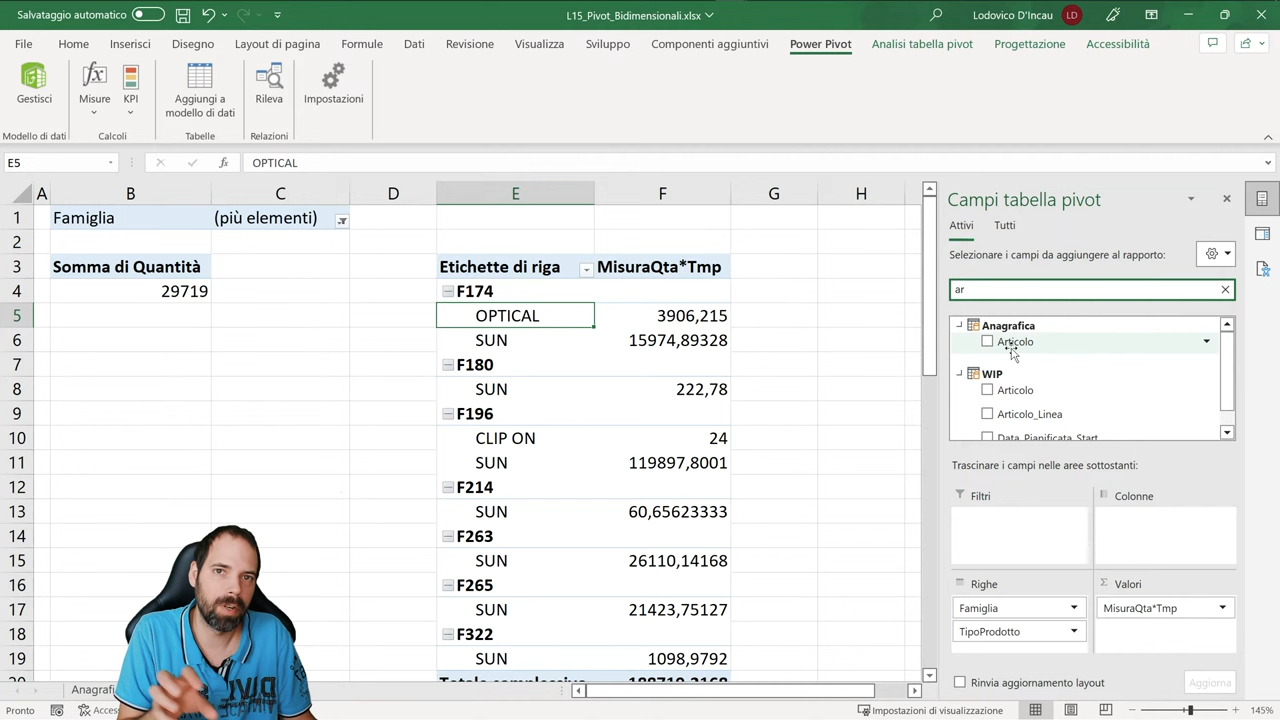 Salvataggio automatico
L15_Pivot_Bidimensionali.xlsx
Lodovico D'Incau
LD
File
Home
Inserisci
Disegno
Layout di pagina
Formule
Dati
Revisione
Visualizza
Sviluppo
Componenti aggiuntivi
Power Pivot
Analisi tabella pivot
Progettazione
Accessibilità
Gestisci
Misure
KPI
Aggiungi a
modello di dati
Rileva
Impostazioni
Modello di dati
Calcoli
Tabelle
Relazioni
E5
fx
OPTICAL
A B C D E F G H
1 Famiglia (più elementi)
2
3 Somma di Quantità Etichette di riga MisuraQta*Tmp
4 29719 F174
5 OPTICAL 3906,215
6 SUN 15974,89328
7 F180
8 SUN 222,78
9 F196
10 CLIP ON 24
11 SUN 119897,8001
12 F214
13 SUN 60,65623333
14 F263
15 SUN 26110,14168
16 F265
17 SUN 21423,75127
18 F322
19 SUN 1098,9792
Campi tabella pivot
Attivi
Tutti
Selezionare i campi da aggiungere al rapporto:
ar
Anagrafica
Articolo
WIP
Articolo
Articolo_Linea
Data_Pianificata_Start
Trascinare i campi nelle aree sottostanti:
Filtri
Colonne
Righe
Valori
Famiglia
MisuraQta*Tmp
TipoProdotto
Rinvia aggiornamento layout
Aggiorna
Pronto
Impostazioni di visualizzazione
145%